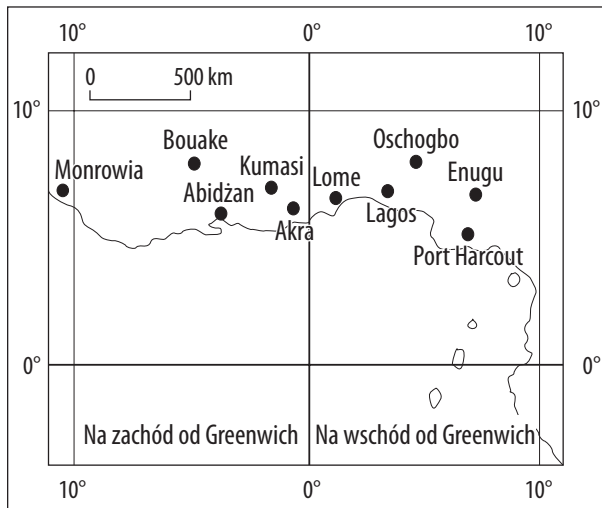 10° 0° 10°
0 500 km
10° 10°
Bouake
Oschogbo
Monrowia
Kumasi
Lome
Enugu
Abidżan
Akra
Lagos
Port Harcout
0° 0°
Na zachód od Greenwich
Na wschód od Greenwich
10° 0° 10°